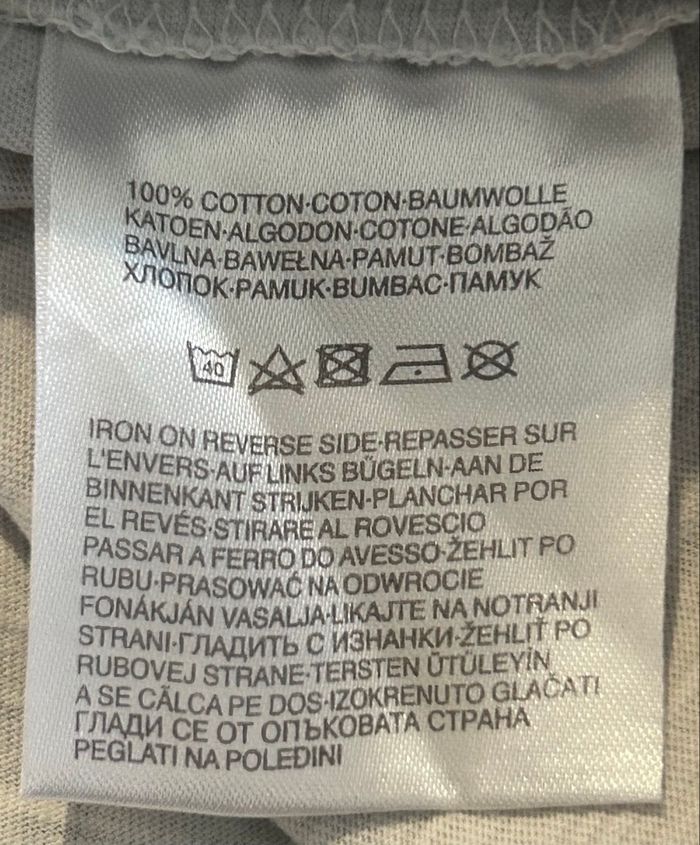 100% COTTON·COTON·BAUMWOLLE
KATOEN·ALGODON·COTONE·ALGODÃO
BAVLNA·BAWEŁNA·PAMUT·BOMBAŽ
ХЛОПОК·PAMUK·BUMBAC·ПАМУК
40
IRON ON REVERSE SIDE·REPASSER SUR
L'ENVERS·AUF LINKS BŰGELN·AAN DE
BINNENKANT STRIJKEN·PLANCHAR POR
EL REVÉS·STIRARE AL ROVESCIO
PASSAR A FERRO DO AVESSO·ŽEHLIT PO
RUBU·PRASOWAĆ NA ODWROCIE
FONÁKJÁN VASALJA·LIKAJTE NA NOTRANJI
STRANI·ГЛАДИТЬ С ИЗНАНКИ·ŽEHLIŤ PO
RUBOVEJ STRANE·TERSTEN ÜTÜLEYİN
A SE CĂLCA PE DOS·IZOKRENUTO GLAČATI
ГЛАДИ СЕ ОТ ОПЪКОВАТА СТРАНА
PEGLATI NA POLEĐINI